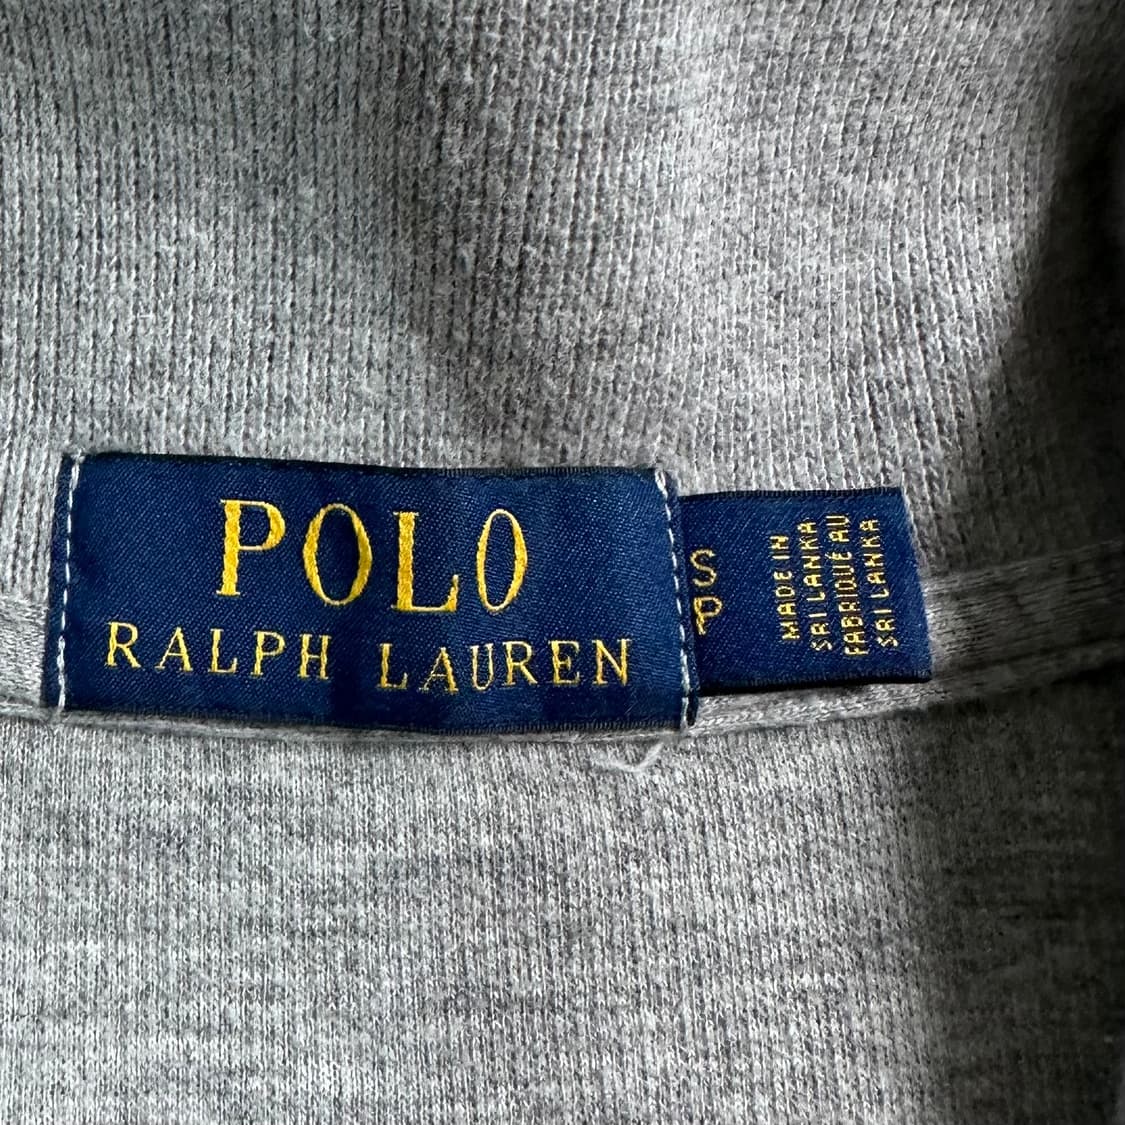 POLO
RALPH LAUREN
S
P
MADE IN
SRI LANKA
FABRIQUÉ AU
SRI LANKA